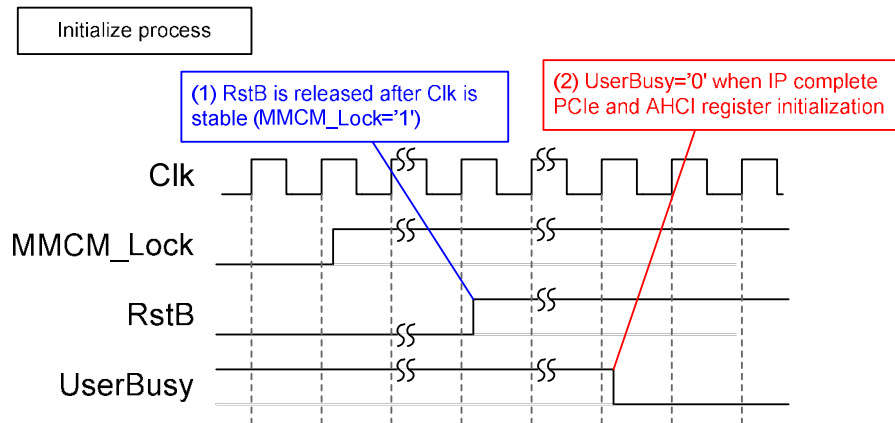 Initialize process
(1) RstB is released after Clk is
stable (MMCM_Lock='1')
(2) UserBusy='0' when IP complete
PCIe and AHCI register initialization
Clk
MMCM_Lock
RstB
UserBusy